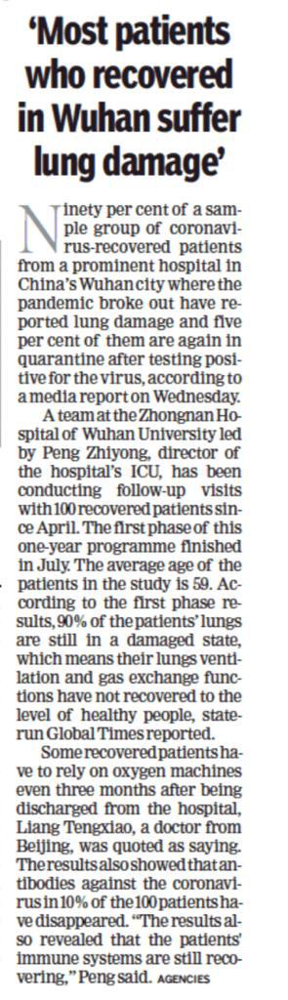 ‘Most patients
who recovered
in Wuhan suffer
lung damage’
Ninety per cent of a sam-
ple group of coronavi-
rus-recovered patients
from a prominent hospital in
China’s Wuhan city where the
pandemic broke out have re-
ported lung damage and five
per cent of them are again in
quarantine after testing posi-
tive for the virus, according to
a media report on Wednesday.
A team at the Zhongnan Ho-
spital of Wuhan University led
by Peng Zhiyong, director of
the hospital’s ICU, has been
conducting follow-up visits
with 100 recovered patients sin-
ce April. The first phase of this
one-year programme finished
in July. The average age of the
patients in the study is 59. Ac-
cording to the first phase re-
sults, 90% of the patients’ lungs
are still in a damaged state,
which means their lungs venti-
lation and gas exchange func-
tions have not recovered to the
level of healthy people, state-
run Global Times reported.
Some recovered patients ha-
ve to rely on oxygen machines
even three months after being
discharged from the hospital,
Liang Tengxiao, a doctor from
Beijing, was quoted as saying.
The results also showed that an-
tibodies against the coronavi-
rus in 10% of the 100 patients ha-
ve disappeared. “The results al-
so revealed that the patients’
immune systems are still reco-
vering,” Peng said. AGENCIES